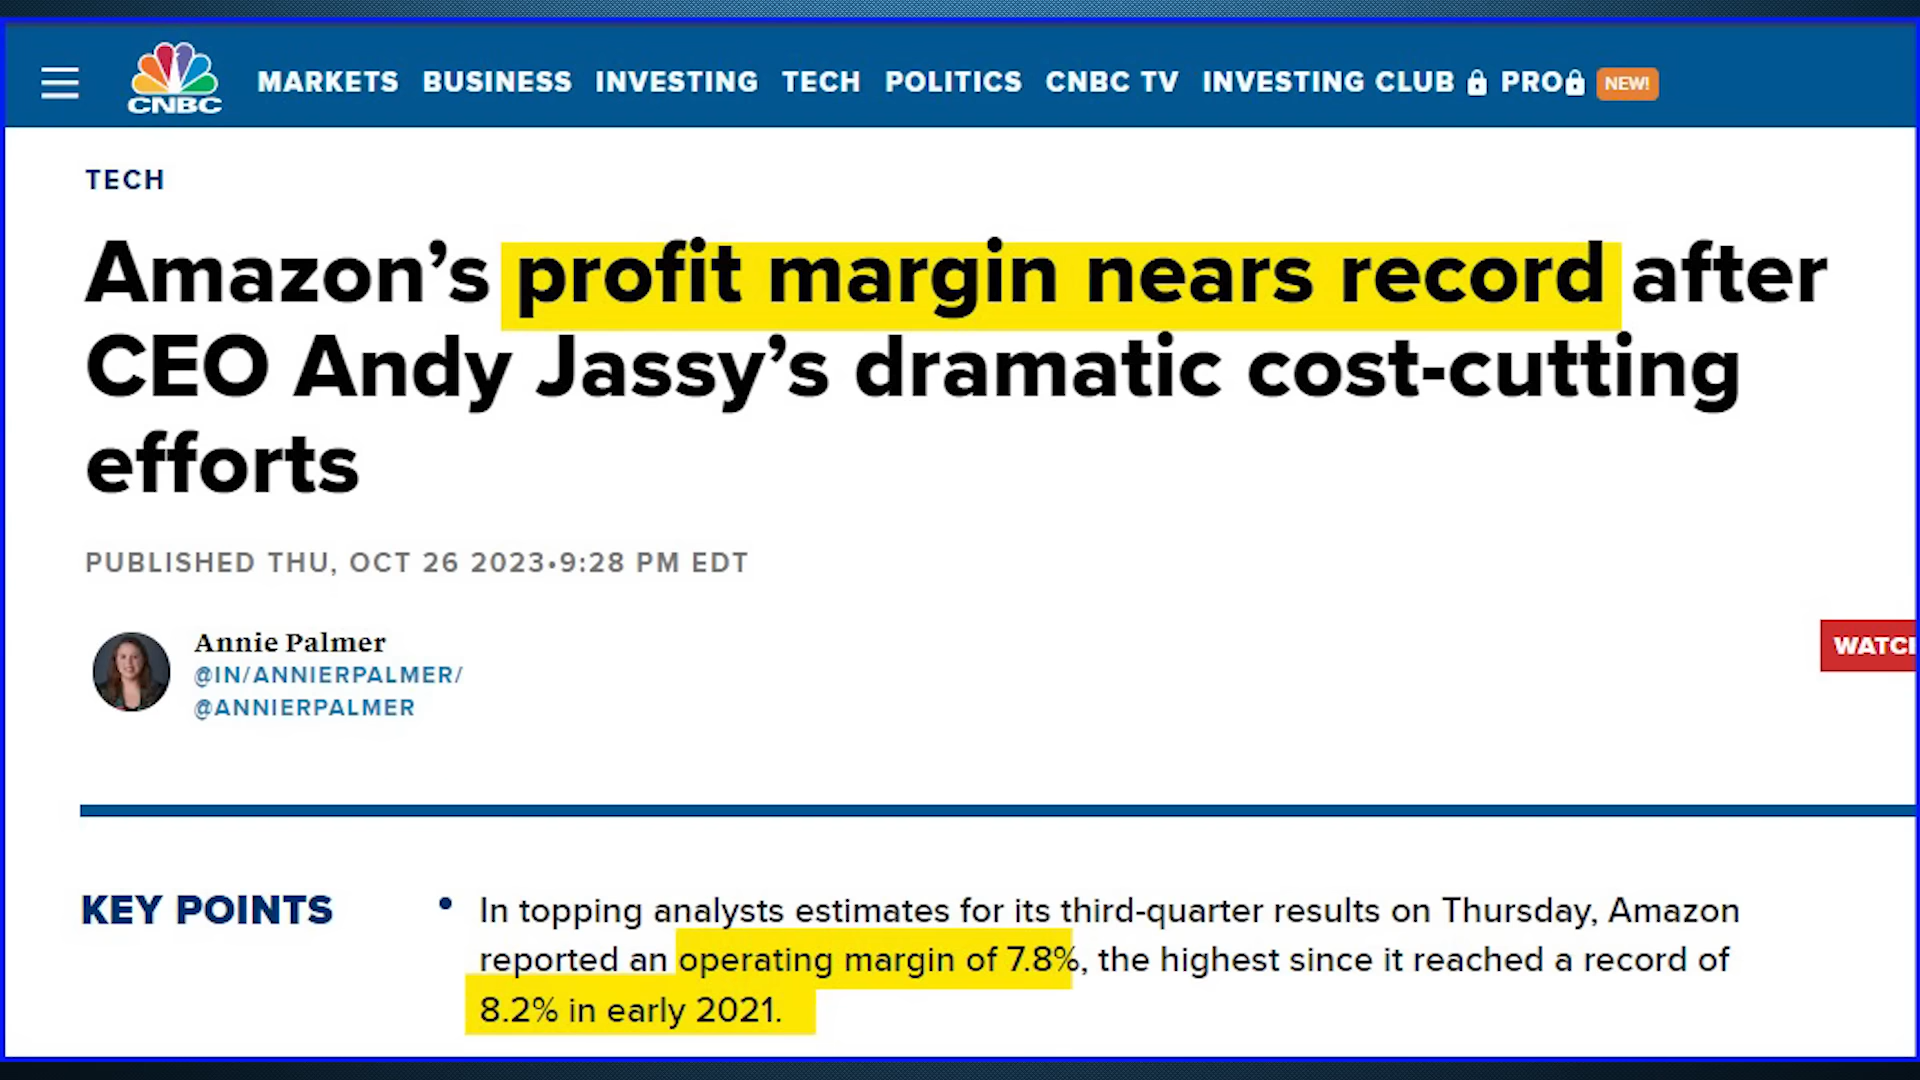 CNBC MARKETS BUSINESS INVESTING TECH POLITICS CNBC TV INVESTING CLUB PRO NEW!
TECH
Amazon’s profit margin nears record after
CEO Andy Jassy’s dramatic cost-cutting
efforts
PUBLISHED THU, OCT 26 2023•9:28 PM EDT
Annie Palmer
@IN/ANNIERPALMER/
@ANNIERPALMER
KEY POINTS
• In topping analysts estimates for its third-quarter results on Thursday, Amazon
reported an operating margin of 7.8%, the highest since it reached a record of
8.2% in early 2021.